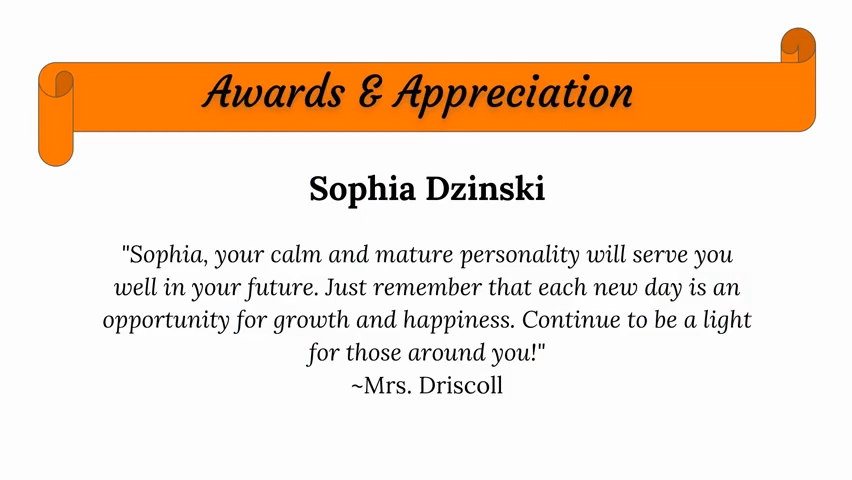 Awards & Appreciation
Sophia Dzinski
"Sophia, your calm and mature personality will serve you
well in your future. Just remember that each new day is an
opportunity for growth and happiness. Continue to be a light
for those around you!"
~Mrs. Driscoll